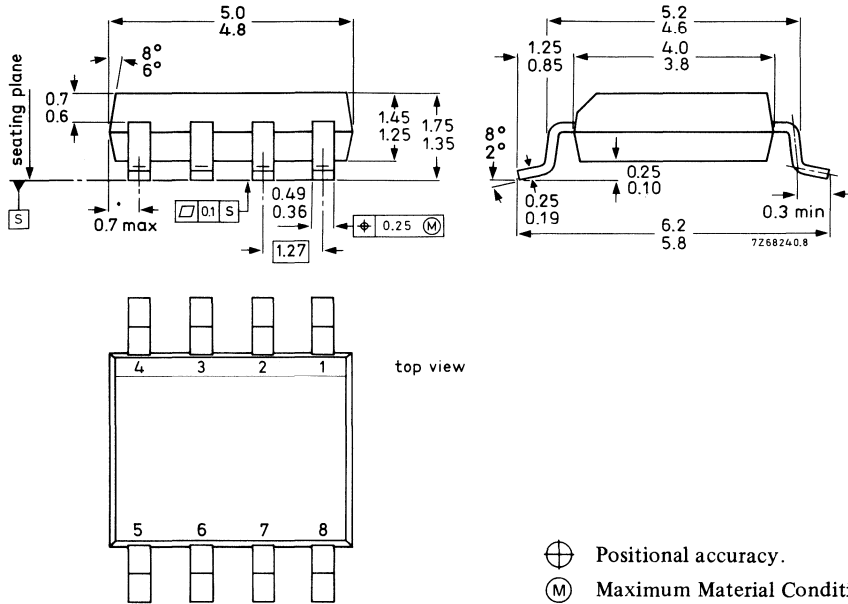 5.0
4.8
8°
6°
seating plane
0.7
0.6
1.45
1.25
1.75
1.35
S
0.7 max
0.1 S
0.49
0.36
0.25 M
1.27
5.2
4.6
1.25
0.85
4.0
3.8
8°
2°
0.25
0.10
0.25
0.19
0.3 min
6.2
5.8
7Z68240.8
4 3 2 1
top view
5 6 7 8
Positional accuracy.
M Maximum Material Conditi